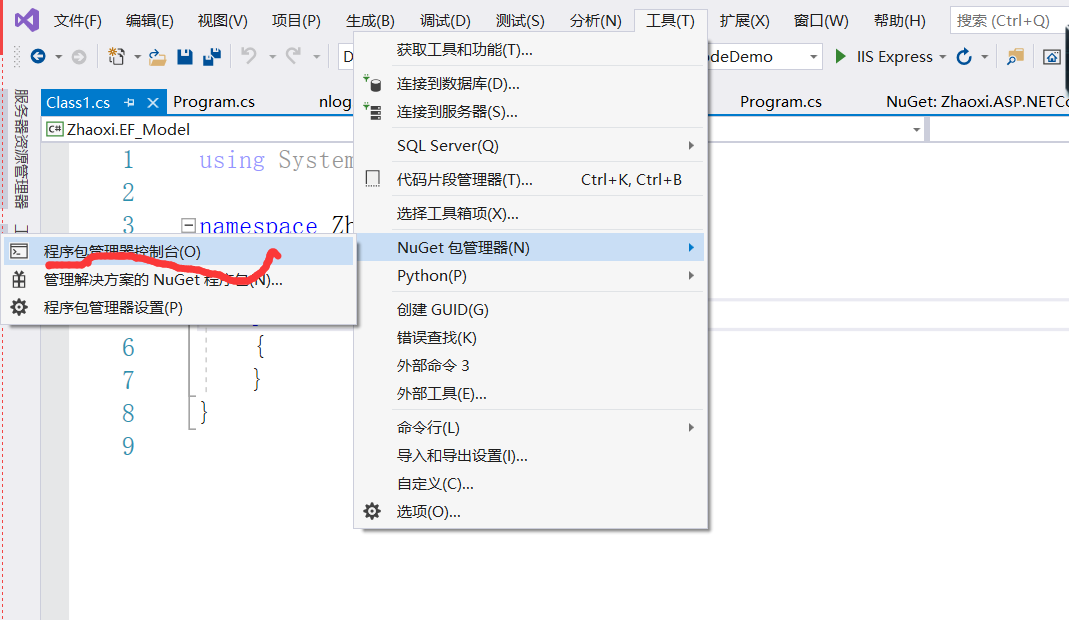 文件(F) 编辑(E) 视图(V) 项目(P) 生成(B) 调试(D) 测试(S) 分析(N) 工具(T) 扩展(X) 窗口(W) 帮助(H) 搜索 (Ctrl+Q)
D odeDemo IIS Express
Class1.cs Program.cs nlog Program.cs NuGet: Zhaoxi.ASP.NETCo
服务器资源管理器
C# Zhaoxi.EF_Model
1 using System
2
3 namespace Zh
6 {
7 }
8 }
9
获取工具和功能(T)...
连接到数据库(D)...
连接到服务器(S)...
SQL Server(Q)
代码片段管理器(T)... Ctrl+K, Ctrl+B
选择工具箱项(X)...
NuGet 包管理器(N)
Python(P)
创建 GUID(G)
错误查找(K)
外部命令 3
外部工具(E)...
命令行(L)
导入和导出设置(I)...
自定义(C)...
选项(O)...
程序包管理器控制台(O)
管理解决方案的 NuGet 程序包(N)...
程序包管理器设置(P)